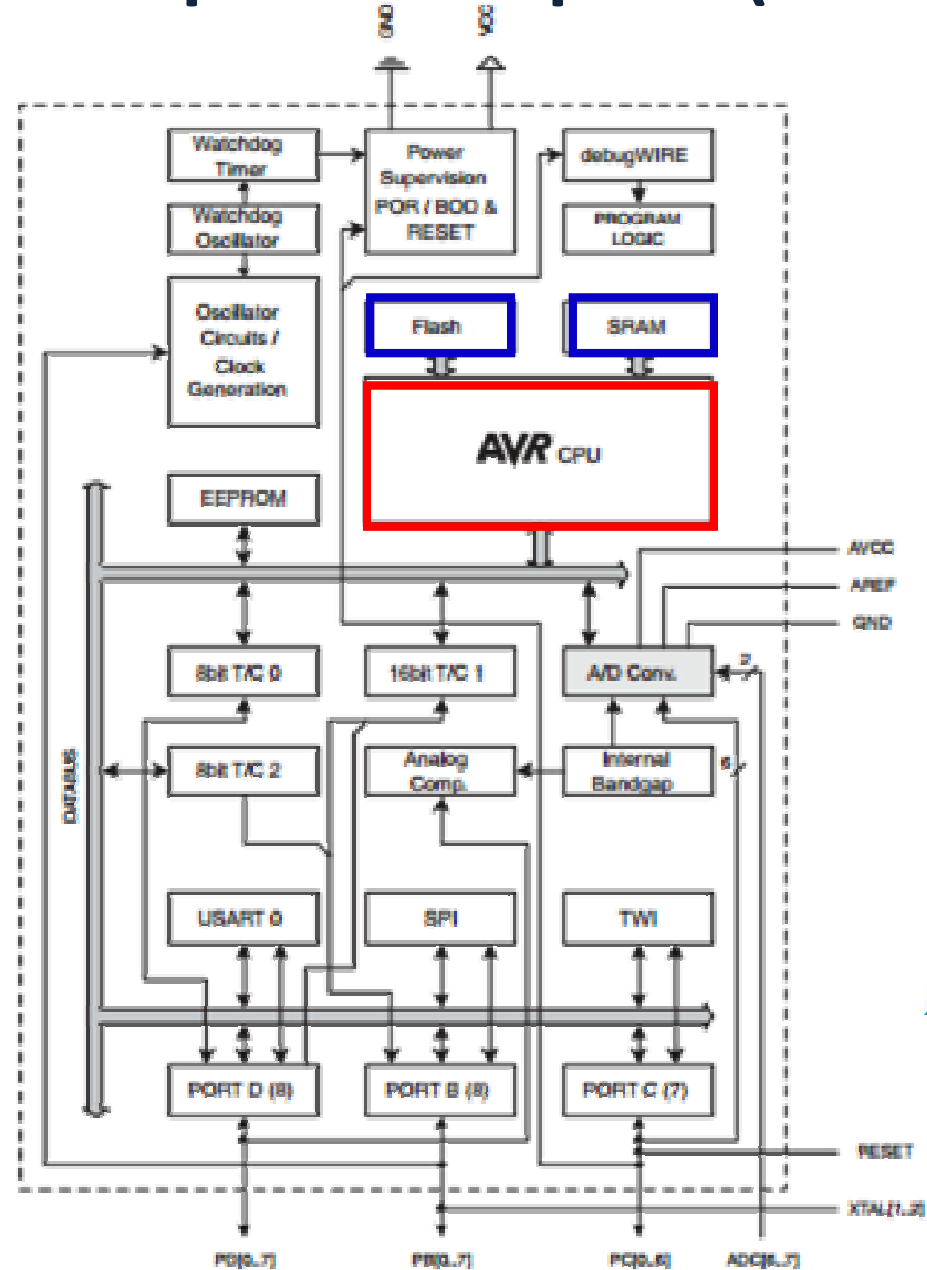 GND
VCC
Watchdog
Timer
Power
Supervision
POR / BOD &
RESET
debugWIRE
Watchdog
Oscillator
PROGRAM
LOGIC
Oscillator
Circuits /
Clock
Generation
Flash
SRAM
AVR CPU
EEPROM
AVCC
AREF
GND
8bit T/C 0
16bit T/C 1
A/D Conv.
2
DATABUS
8bit T/C 2
Analog
Comp.
Internal
Bandgap
6
USART 0
SPI
TWI
PORT D (8)
PORT B (8)
PORT C (7)
RESET
XTAL[1..2]
PD[0..7]
PB[0..7]
PC[0..6]
ADC[6..7]